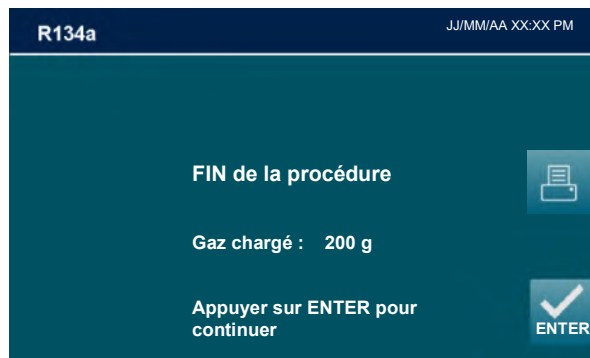 R134a
JJ/MM/AA XX:XX PM
FIN de la procédure
Gaz chargé : 200 g
Appuyer sur ENTER pour
continuer
ENTER